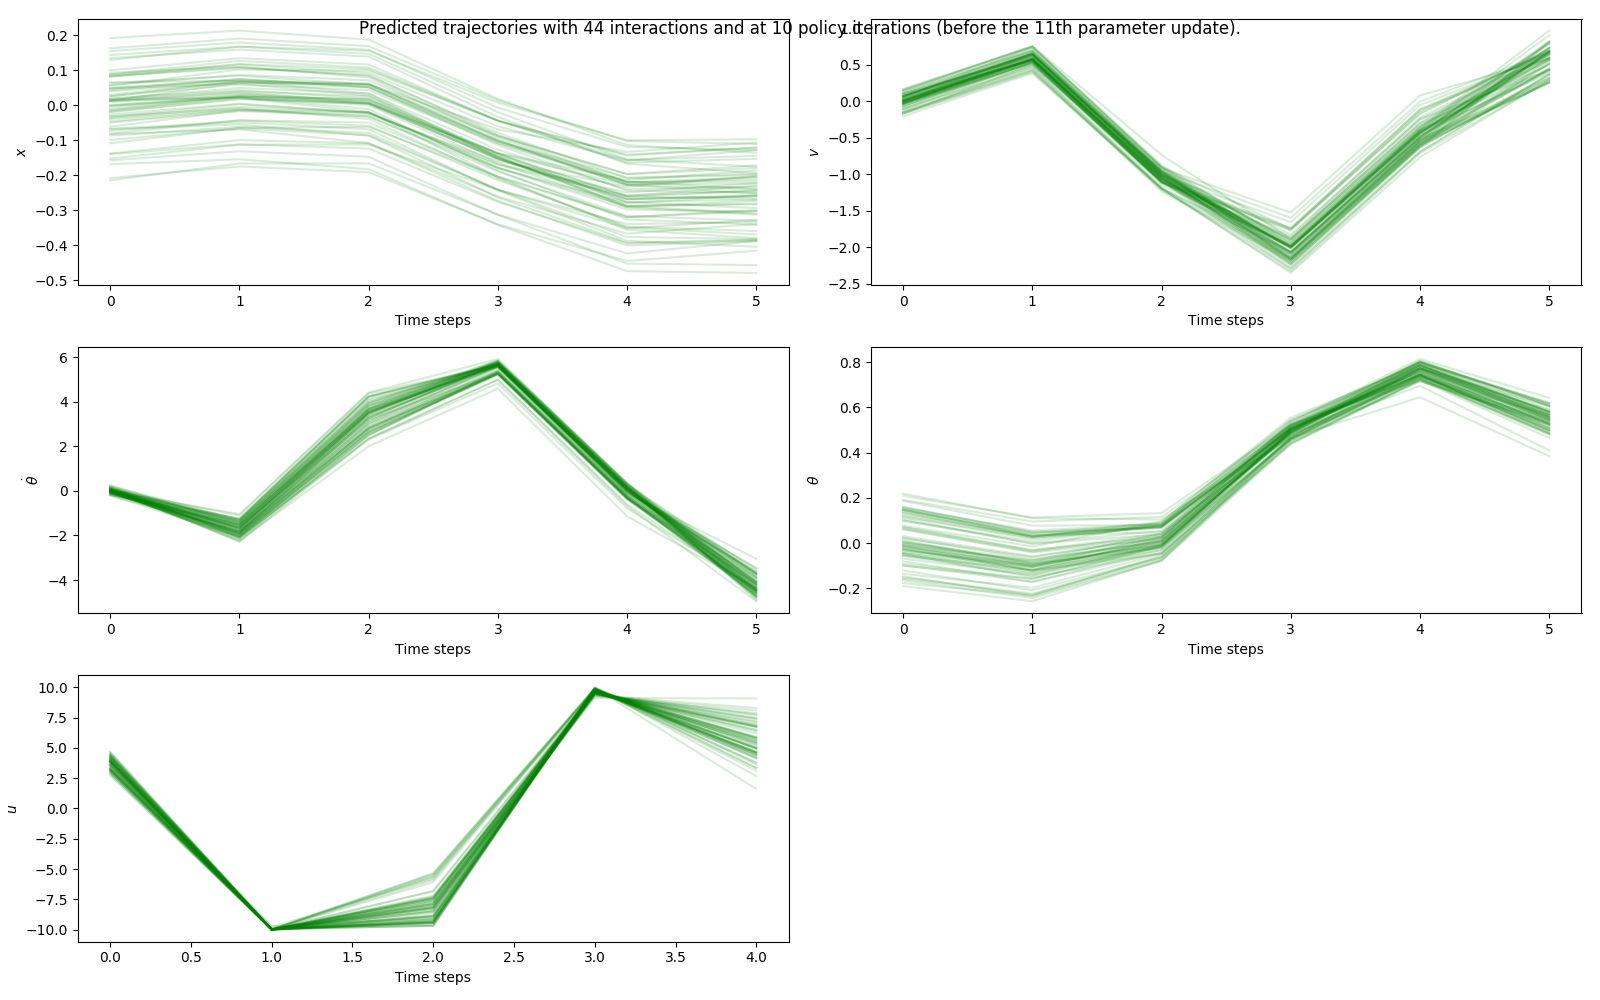 Predicted trajectories with 44 interactions and at 10 policy iterations (before the 11th parameter update).
0.2
0.1
0.0
−0.1
−0.2
−0.3
−0.4
−0.5
x
0 1 2 3 4 5
Time steps
0.5
0.0
−0.5
−1.0
−1.5
−2.0
−2.5
v
0 1 2 3 4 5
Time steps
6
4
2
0
−2
−4
θ̇
0 1 2 3 4 5
Time steps
0.8
0.6
0.4
0.2
0.0
−0.2
θ
0 1 2 3 4 5
Time steps
10.0
7.5
5.0
2.5
0.0
−2.5
−5.0
−7.5
−10.0
u
0.0 0.5 1.0 1.5 2.0 2.5 3.0 3.5 4.0
Time steps